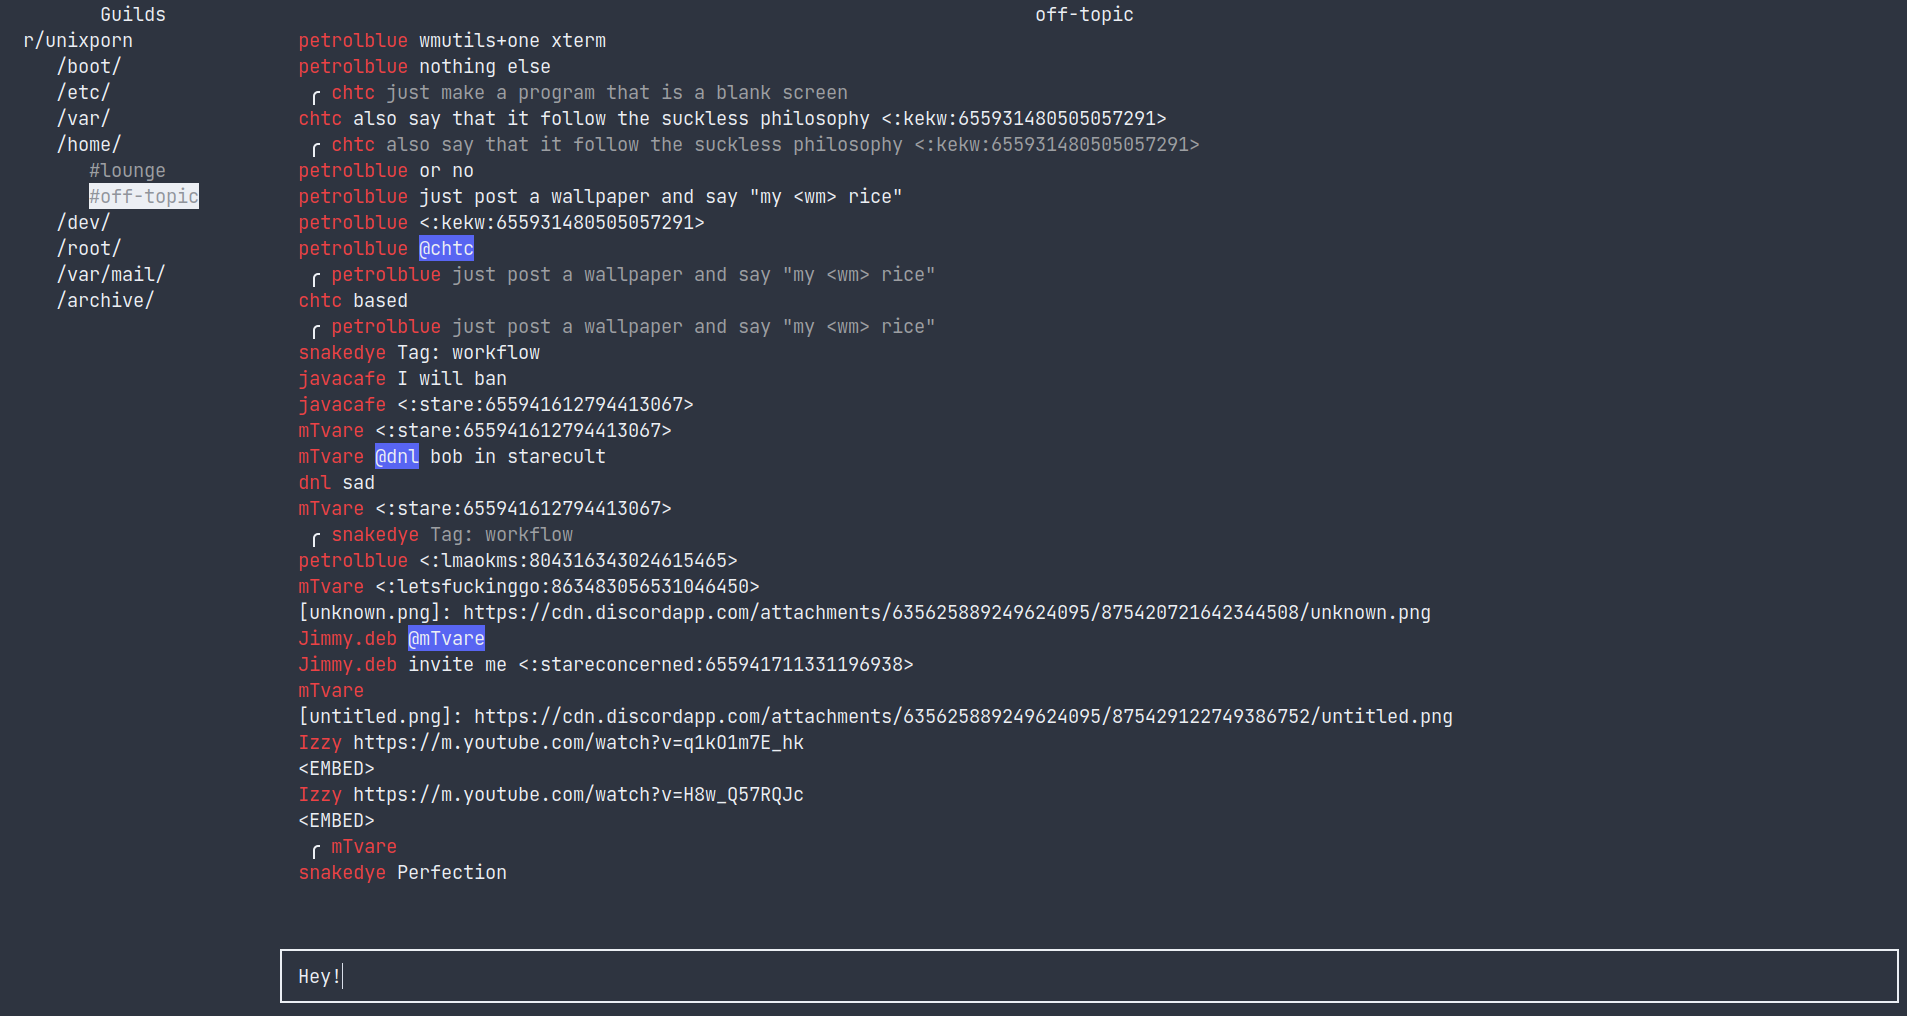 Guilds
r/unixporn
/boot/
/etc/
/var/
/home/
#lounge
#off-topic
/dev/
/root/
/var/mail/
/archive/
off-topic
petrolblue wmutils+one xterm
petrolblue nothing else
╭ chtc just make a program that is a blank screen
chtc also say that it follow the suckless philosophy <:kekw:655931480505057291>
╭ chtc also say that it follow the suckless philosophy <:kekw:655931480505057291>
petrolblue or no
petrolblue just post a wallpaper and say "my <wm> rice"
petrolblue <:kekw:655931480505057291>
petrolblue @chtc
╭ petrolblue just post a wallpaper and say "my <wm> rice"
chtc based
╭ petrolblue just post a wallpaper and say "my <wm> rice"
snakedye Tag: workflow
javacafe I will ban
javacafe <:stare:655941612794413067>
mTvare <:stare:655941612794413067>
mTvare @dnl bob in starecult
dnl sad
mTvare <:stare:655941612794413067>
╭ snakedye Tag: workflow
petrolblue <:lmaokms:804316343024615465>
mTvare <:letsfuckinggo:863483056531046450>
[unknown.png]: https://cdn.discordapp.com/attachments/635625889249624095/875420721642344508/unknown.png
Jimmy.deb @mTvare
Jimmy.deb invite me <:stareconcerned:655941711331196938>
mTvare
[untitled.png]: https://cdn.discordapp.com/attachments/635625889249624095/875429122749386752/untitled.png
Izzy https://m.youtube.com/watch?v=q1kO1m7E_hk
<EMBED>
Izzy https://m.youtube.com/watch?v=H8w_Q57RQJc
<EMBED>
╭ mTvare
snakedye Perfection
Hey!